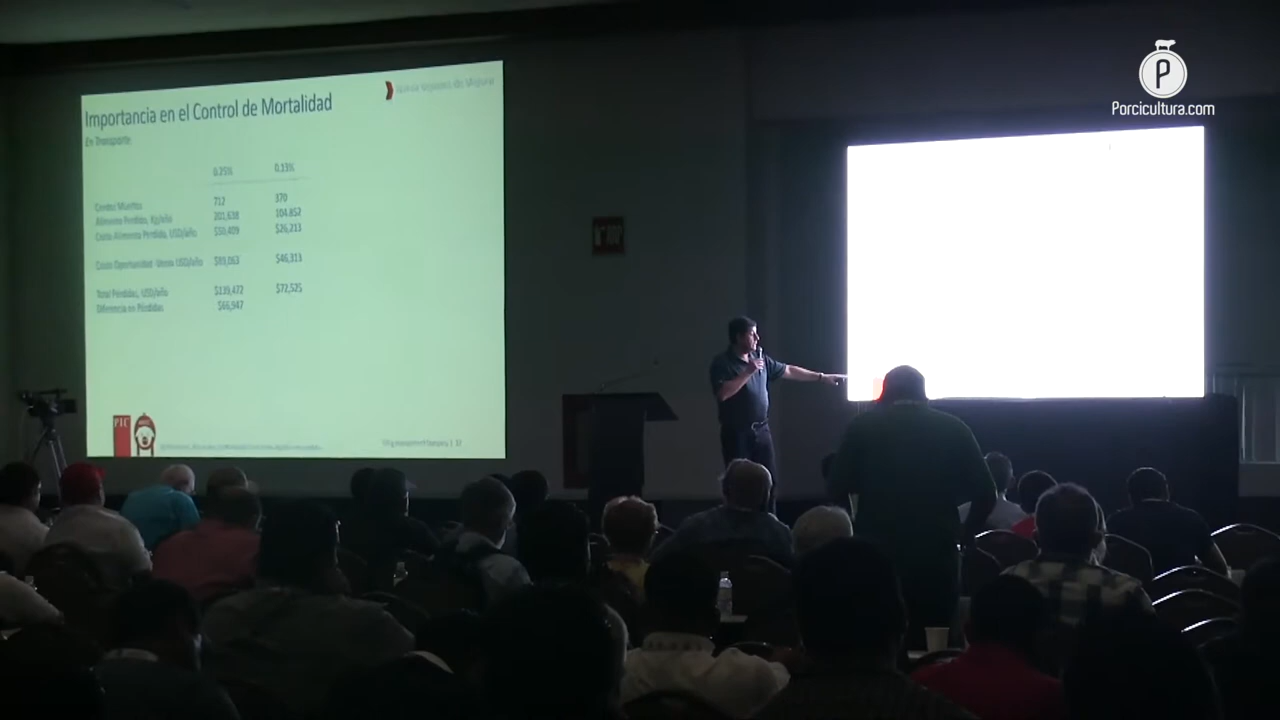 Importancia en el Control de Mortalidad
En Transporte
0.25% 0.13%
Cerdos Muertos 712 370
Alimento Perdido, Kg/año 201,638 104,852
Costo Alimento Perdido, USD/año $50,409 $26,213
Costo Oportunidad Venta USD/año $89,063 $46,313
Total Pérdidas, USD/año $139,472 $72,525
Diferencia en Pérdidas $66,947
PIC
P
Porcicultura.com